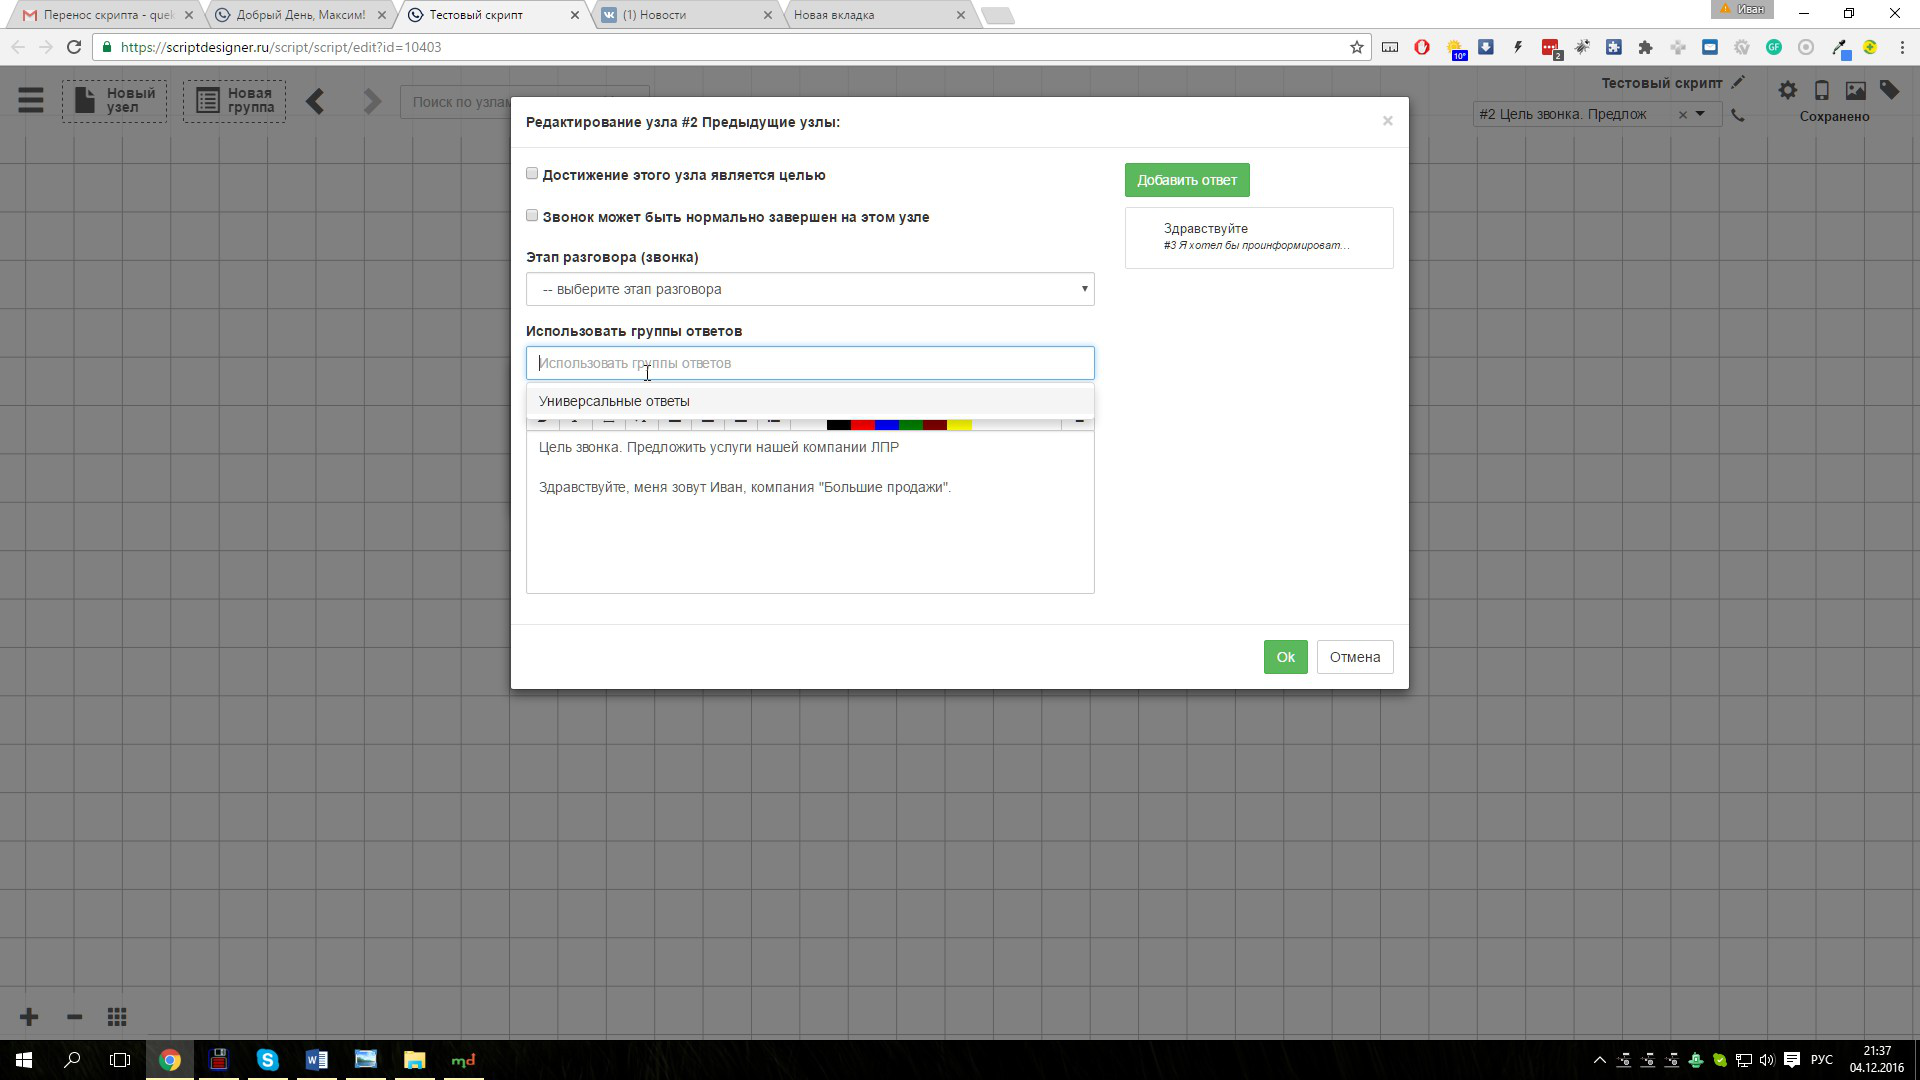 Перенос скрипта - quek
Добрый День, Максим!
Тестовый скрипт
(1) Новости
Новая вкладка
Иван
https://scriptdesigner.ru/script/script/edit?id=10403
10°
2
GF
Новый узел
Новая группа
Поиск по узлам
Тестовый скрипт
#2 Цель звонка. Предлож
Сохранено
Редактирование узла #2 Предыдущие узлы:
Достижение этого узла является целью
Звонок может быть нормально завершен на этом узле
Этап разговора (звонка)
-- выберите этап разговора
Использовать группы ответов
Использовать группы ответов
Универсальные ответы
Цель звонка. Предложить услуги нашей компании ЛПР
Здравствуйте, меня зовут Иван, компания "Большие продажи".
Добавить ответ
Здравствуйте
#3 Я хотел бы проинформироват...
Ok
Отмена
md
РУС
21:37
04.12.2016